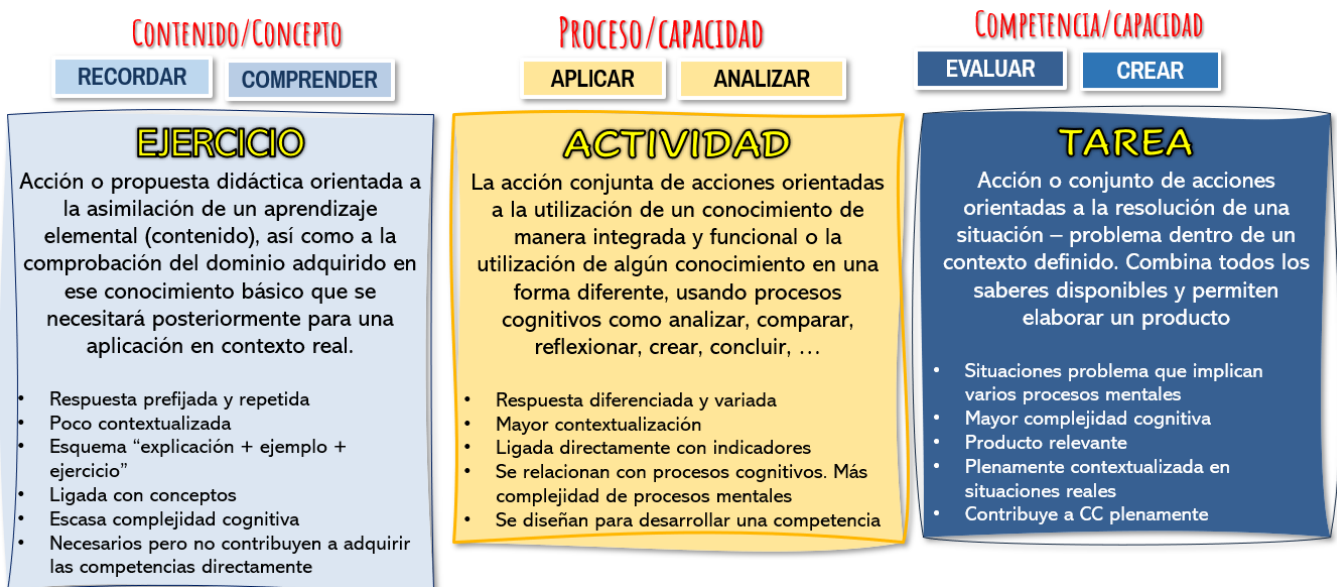 CONTENIDO/CONCEPTO
RECORDAR
COMPRENDER
EJERCICIO
Acción o propuesta didáctica orientada a
la asimilación de un aprendizaje
elemental (contenido), así como a la
comprobación del dominio adquirido en
ese conocimiento básico que se
necesitará posteriormente para una
aplicación en contexto real.
• Respuesta prefijada y repetida
• Poco contextualizada
• Esquema “explicación + ejemplo +
ejercicio”
• Ligada con conceptos
• Escasa complejidad cognitiva
• Necesarios pero no contribuyen a adquirir
las competencias directamente
PROCESO/CAPACIDAD
APLICAR
ANALIZAR
ACTIVIDAD
La acción conjunta de acciones orientadas
a la utilización de un conocimiento de
manera integrada y funcional o la
utilización de algún conocimiento en una
forma diferente, usando procesos
cognitivos como analizar, comparar,
reflexionar, crear, concluir, …
• Respuesta diferenciada y variada
• Mayor contextualización
• Ligada directamente con indicadores
• Se relacionan con procesos cognitivos. Más
complejidad de procesos mentales
• Se diseñan para desarrollar una competencia
COMPETENCIA/CAPACIDAD
EVALUAR
CREAR
TAREA
Acción o conjunto de acciones
orientadas a la resolución de una
situación – problema dentro de un
contexto definido. Combina todos los
saberes disponibles y permiten
elaborar un producto
• Situaciones problema que implican
varios procesos mentales
• Mayor complejidad cognitiva
• Producto relevante
• Plenamente contextualizada en
situaciones reales
• Contribuye a CC plenamente